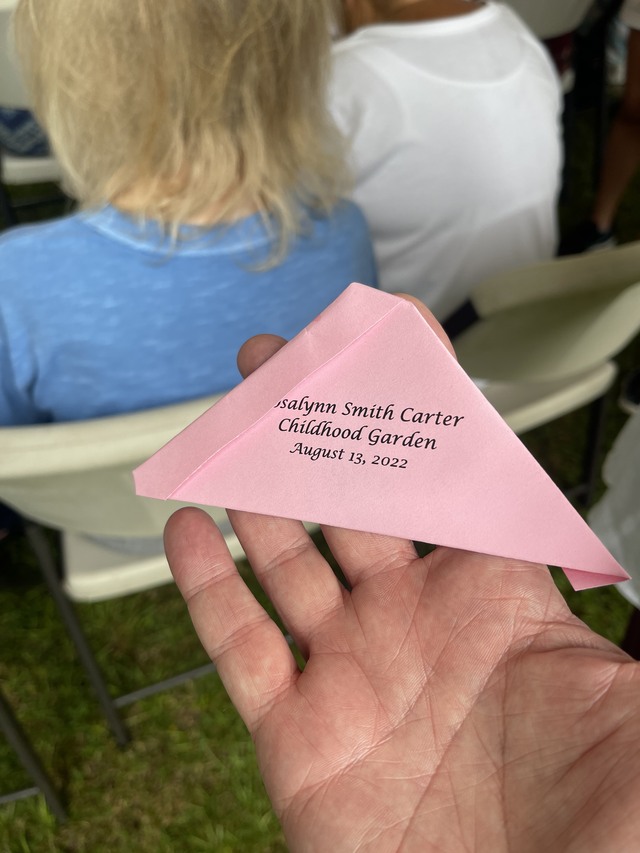 osalynn Smith Carter
Childhood Garden
August 13, 2022